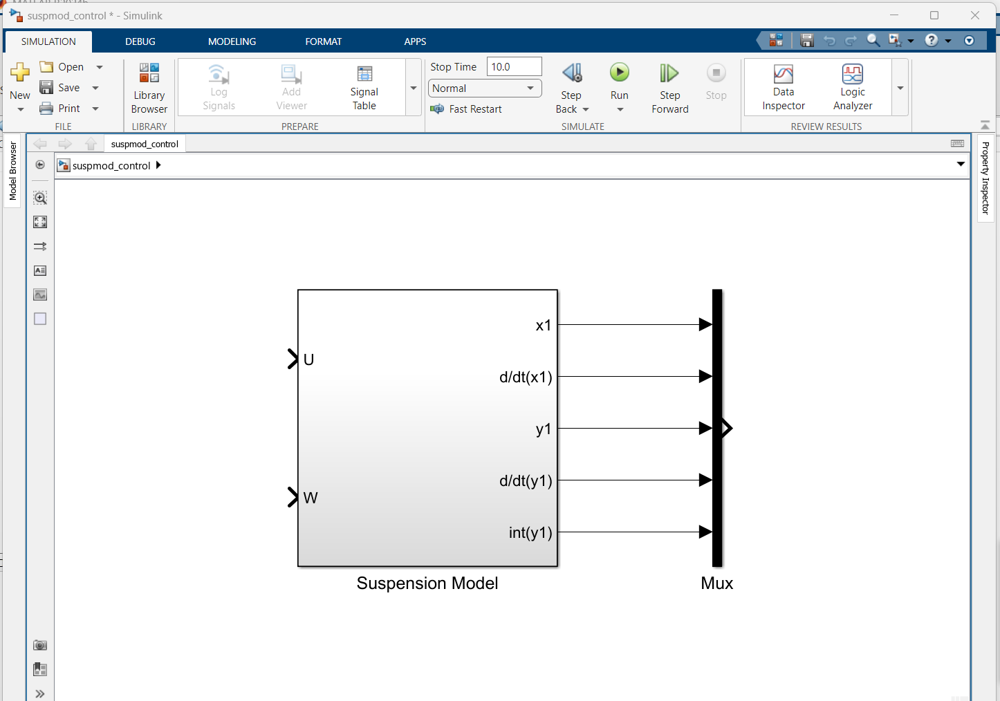 suspmod_control * - Simulink
SIMULATION DEBUG MODELING FORMAT APPS
New
Open
Save
Print
FILE
Library
Browser
LIBRARY
Log
Signals
Add
Viewer
Signal
Table
PREPARE
Stop Time 10.0
Normal
Fast Restart
Step
Back
Run
Step
Forward
Stop
SIMULATE
Data
Inspector
Logic
Analyzer
REVIEW RESULTS
Model Browser
suspmod_control
suspmod_control
Property Inspector
x1
U
d/dt(x1)
y1
d/dt(y1)
W
int(y1)
Suspension Model
Mux